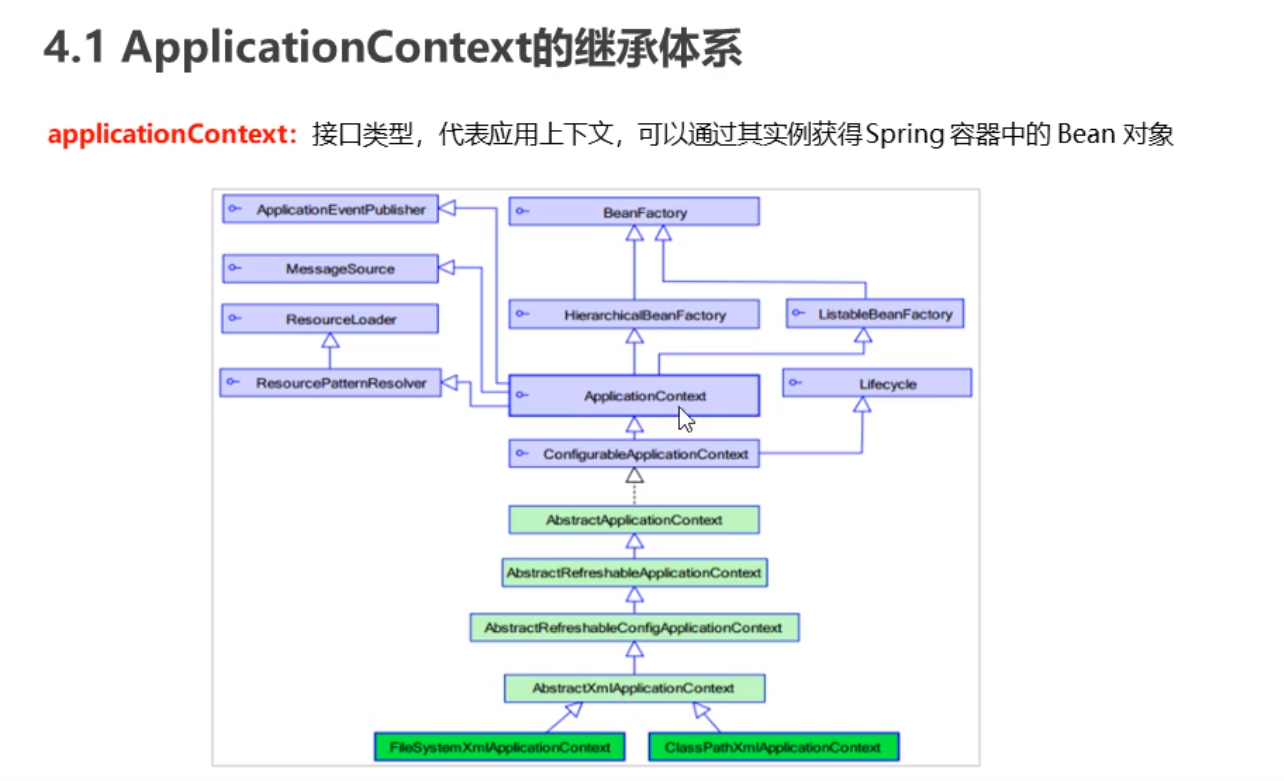 4.1 ApplicationContext的继承体系
applicationContext：接口类型，代表应用上下文，可以通过其实例获得Spring 容器中的 Bean 对象
ApplicationEventPublisher
BeanFactory
MessageSource
ResourceLoader
HierarchicalBeanFactory
ListableBeanFactory
ResourcePatternResolver
ApplicationContext
Lifecycle
ConfigurableApplicationContext
AbstractApplicationContext
AbstractRefreshableApplicationContext
AbstractRefreshableConfigApplicationContext
AbstractXmlApplicationContext
FileSystemXmlApplicationContext
ClassPathXmlApplicationContext